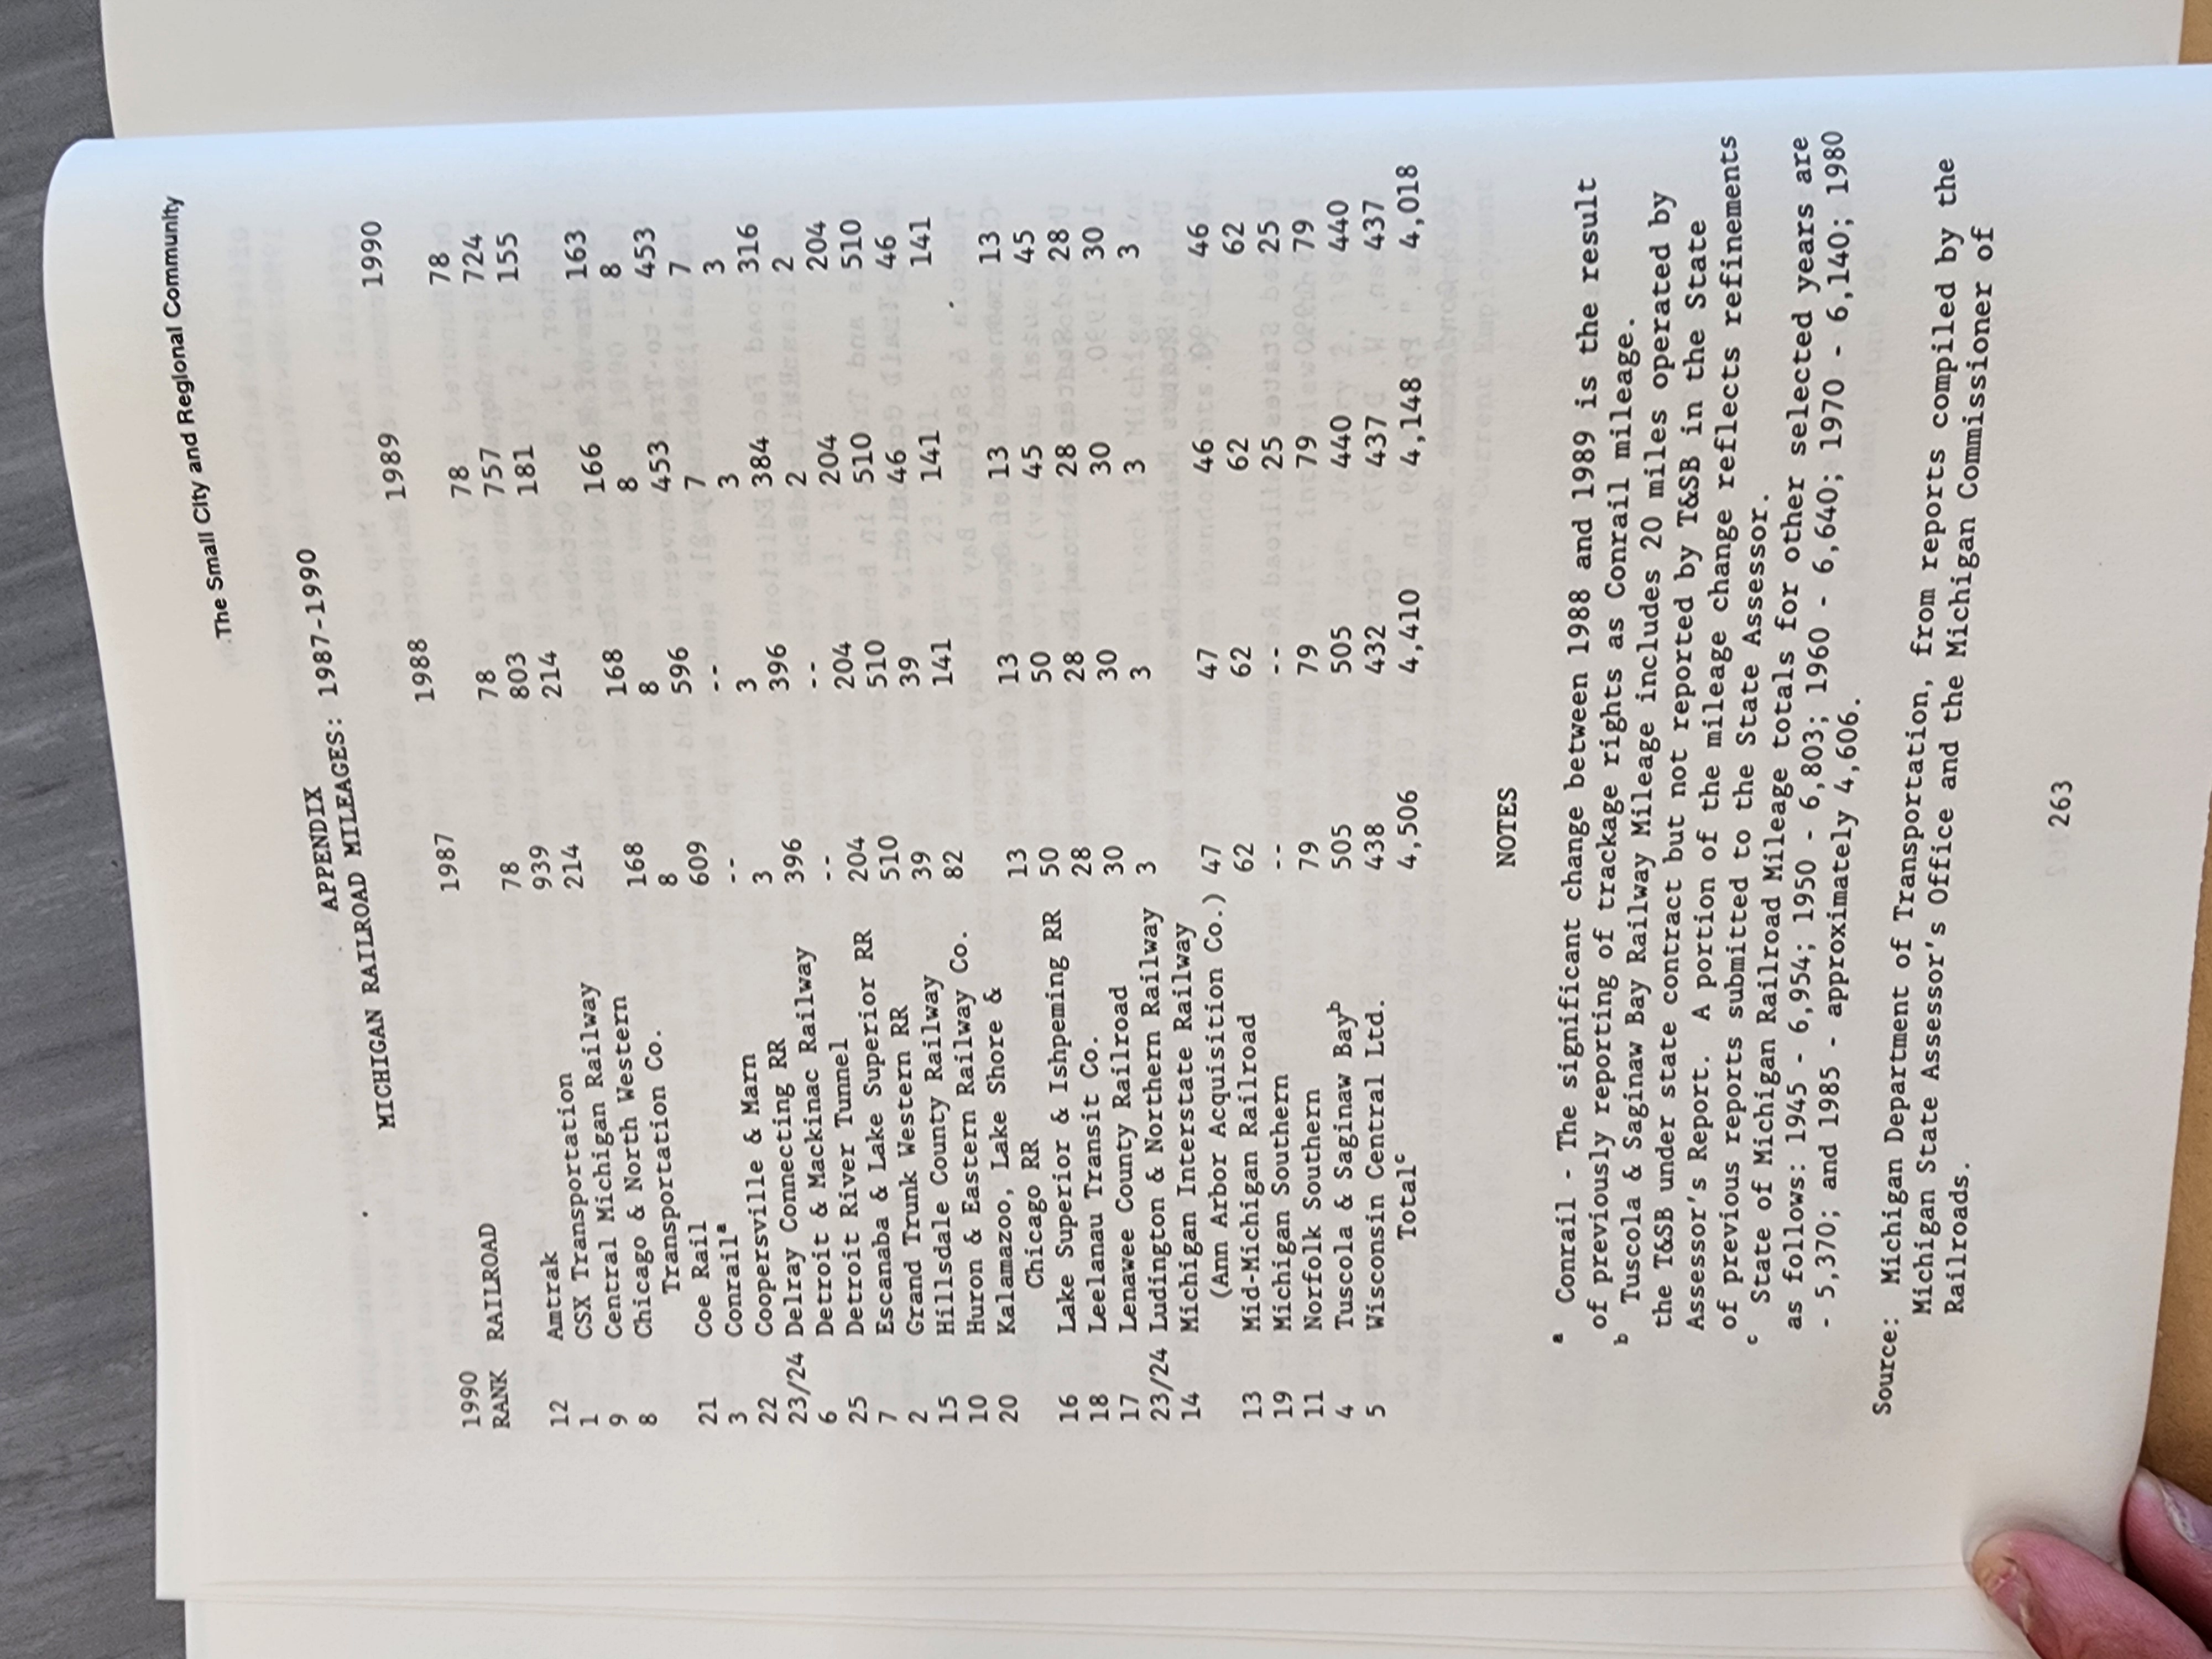 The Small City and Regional Community
APPENDIX
MICHIGAN RAILROAD MILEAGES: 1987-1990
1990
RANK RAILROAD 1987 1988 1989 1990
12 Amtrak 78 78 78 78
1 CSX Transportation 939 803 757 724
9 Central Michigan Railway 214 214 181 155
8 Chicago & North Western
Transportation Co. 168 168 166 163
21 Coe Rail 8 8 8 8
3 Conrailᵃ 609 596 453 453
22 Coopersville & Marn -- -- 7 7
23/24 Delray Connecting RR 3 3 3 3
6 Detroit & Mackinac Railway 396 396 384 316
25 Detroit River Tunnel -- -- 2 2
7 Escanaba & Lake Superior RR 204 204 204 204
2 Grand Trunk Western RR 510 510 510 510
15 Hillsdale County Railway 39 39 46 46
10 Huron & Eastern Railway Co. 82 141 141 141
20 Kalamazoo, Lake Shore &
Chicago RR 13 13 13 13
16 Lake Superior & Ishpeming RR 50 50 45 45
18 Leelanau Transit Co. 28 28 28 28
17 Lenawee County Railroad 30 30 30 30
23/24 Ludington & Northern Railway 3 3 3 3
14 Michigan Interstate Railway
(Ann Arbor Acquisition Co.) 47 47 46 46
13 Mid-Michigan Railroad 62 62 62 62
19 Michigan Southern -- -- 25 25
11 Norfolk Southern 79 79 79 79
4 Tuscola & Saginaw Bayᵇ 505 505 440 440
5 Wisconsin Central Ltd. 438 432 437 437
Totalᶜ 4,506 4,410 4,148 4,018
NOTES
ᵃ Conrail - The significant change between 1988 and 1989 is the result
of previously reporting of trackage rights as Conrail mileage.
ᵇ Tuscola & Saginaw Bay Railway Mileage includes 20 miles operated by
the T&SB under state contract but not reported by T&SB in the State
Assessor's Report. A portion of the mileage change reflects refinements
of previous reports submitted to the State Assessor.
ᶜ State of Michigan Railroad Mileage totals for other selected years are
as follows: 1945 - 6,954; 1950 - 6,803; 1960 - 6,640; 1970 - 6,140; 1980
- 5,370; and 1985 - approximately 4,606.
Source: Michigan Department of Transportation, from reports compiled by the
Michigan State Assessor's Office and the Michigan Commissioner of
Railroads.
263